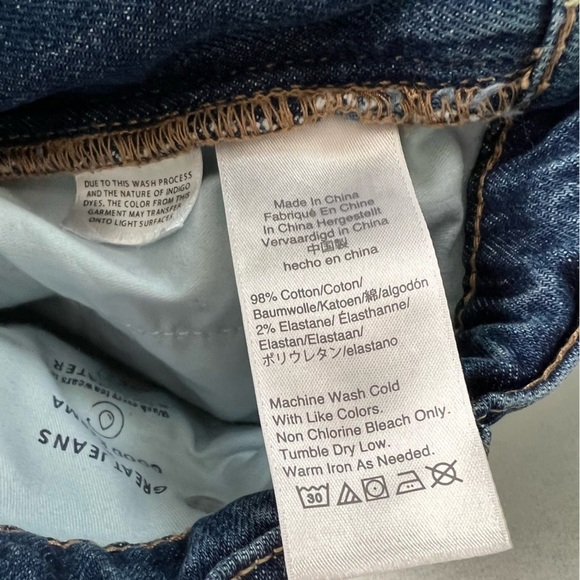 DUE TO THIS WASH PROCESS
AND THE NATURE OF INDIGO
DYES, THE COLOR FROM THIS
GARMENT MAY TRANSFER
ONTO LIGHT SURFACES.
Made In China
Fabriqué En Chine
In China Hergestellt
Vervaardigd in China
中国製
hecho en china
98% Cotton/Coton/
Baumwolle/Katoen/綿/algodón
2% Elastane/ Élasthanne/
Elastan/Elastaan/
ポリウレタン/elastano
Machine Wash Cold
With Like Colors.
Non Chlorine Bleach Only.
Tumble Dry Low.
Warm Iron As Needed.
30
GREAT JEANS
GOOD